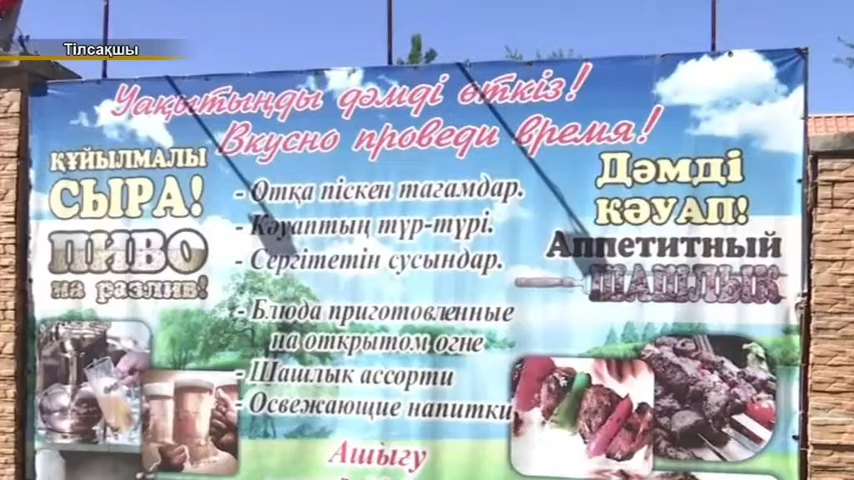 Тілсақшы
Уақытыңды дәмді өткіз!
Вкусно проведи время!
ҚҰЙЫЛМАЛЫ
СЫРА!
ПИВО
на разлив!
- Отқа піскен тағамдар.
- Кәуаптың түр-түрі.
- Сергітетін сусындар.
- Блюда приготовленные
на открытом огне
- Шашлык ассорти
- Освежающие напитки
Дәмді
кәуап!
Аппетитный
шашлык
Ашығу